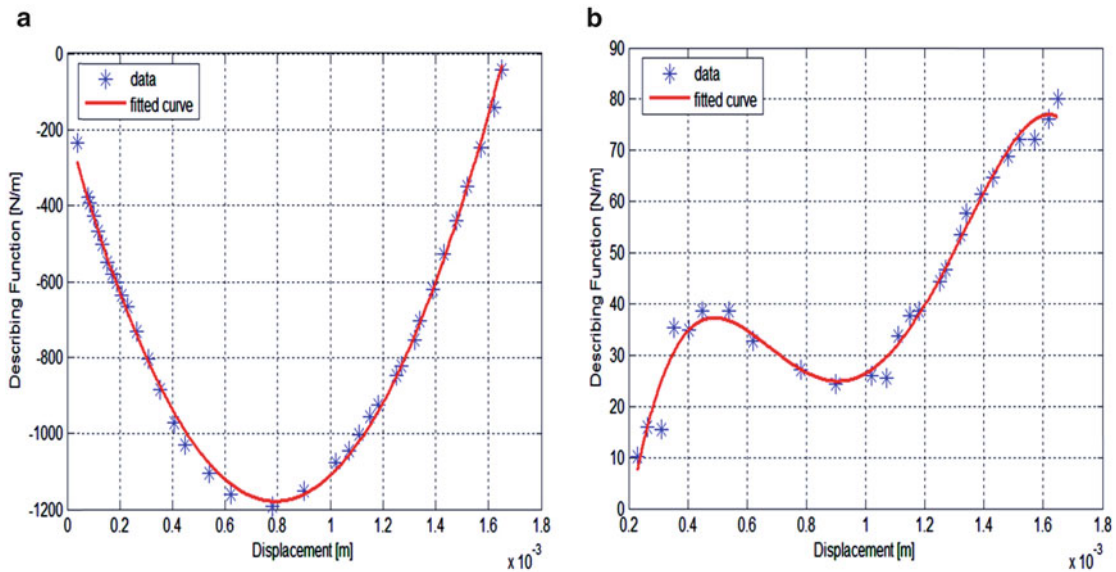 a
Describing Function [N/m]
0
-200
-400
-600
-800
-1000
-1200
data
fitted curve
0 0.2 0.4 0.6 0.8 1 1.2 1.4 1.6 1.8
Displacement [m]
x 10⁻³
b
Describing Function [N/m]
90
80
70
60
50
40
30
20
10
0
data
fitted curve
0.2 0.4 0.6 0.8 1 1.2 1.4 1.6 1.8
Displacement [m]
x 10⁻³